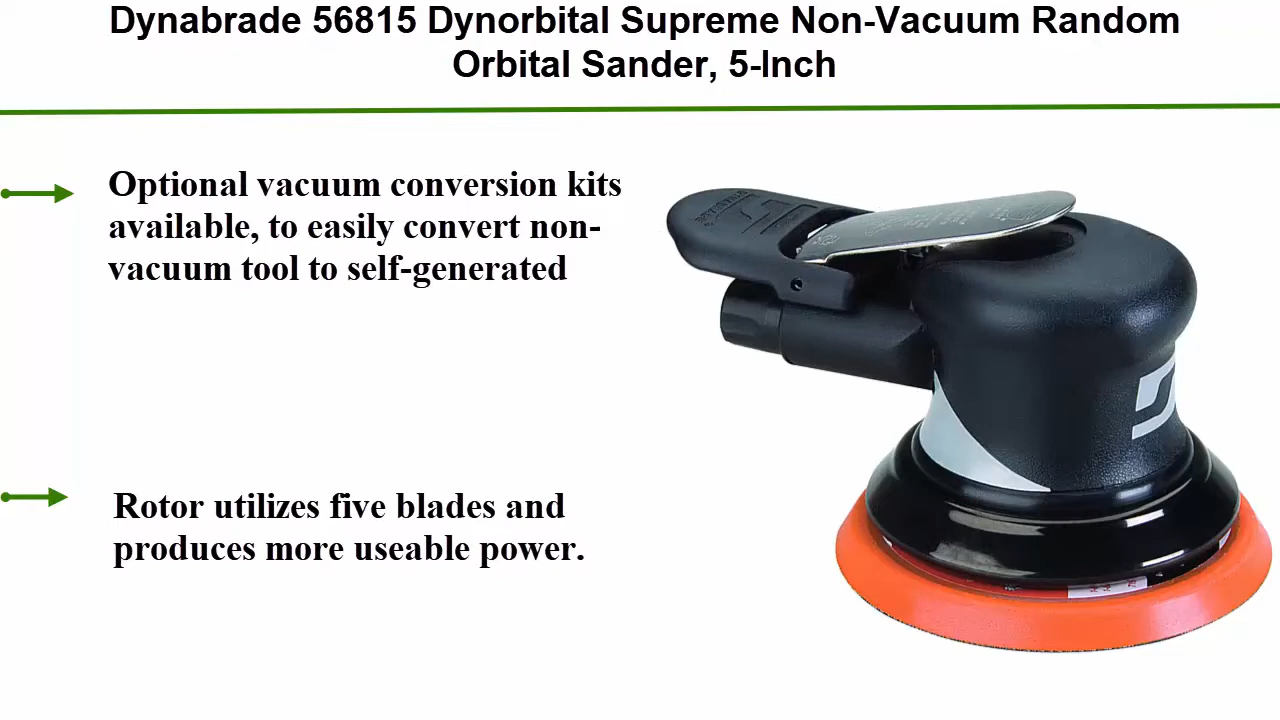 Dynabrade 56815 Dynorbital Supreme Non-Vacuum Random
Orbital Sander, 5-Inch
Optional vacuum conversion kits
available, to easily convert non-
vacuum tool to self-generated
Rotor utilizes five blades and
produces more useable power.